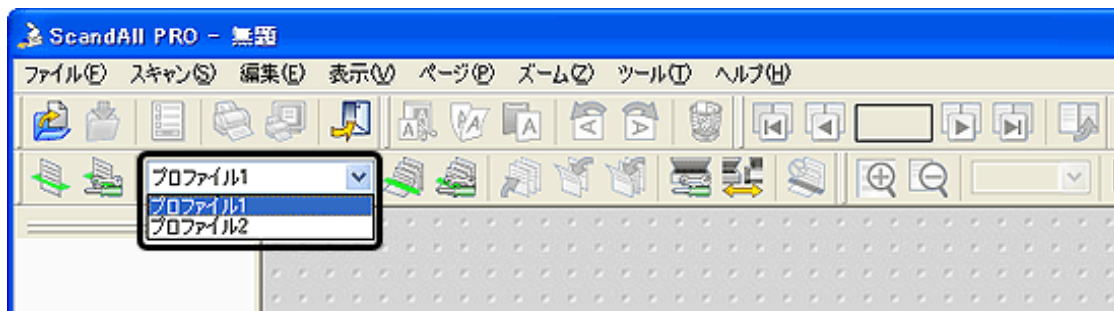 ScandAll PRO - 無題
ファイル(F) スキャン(S) 編集(E) 表示(V) ページ(P) ズーム(Z) ツール(T) ヘルプ(H)
プロファイル1
プロファイル1
プロファイル2